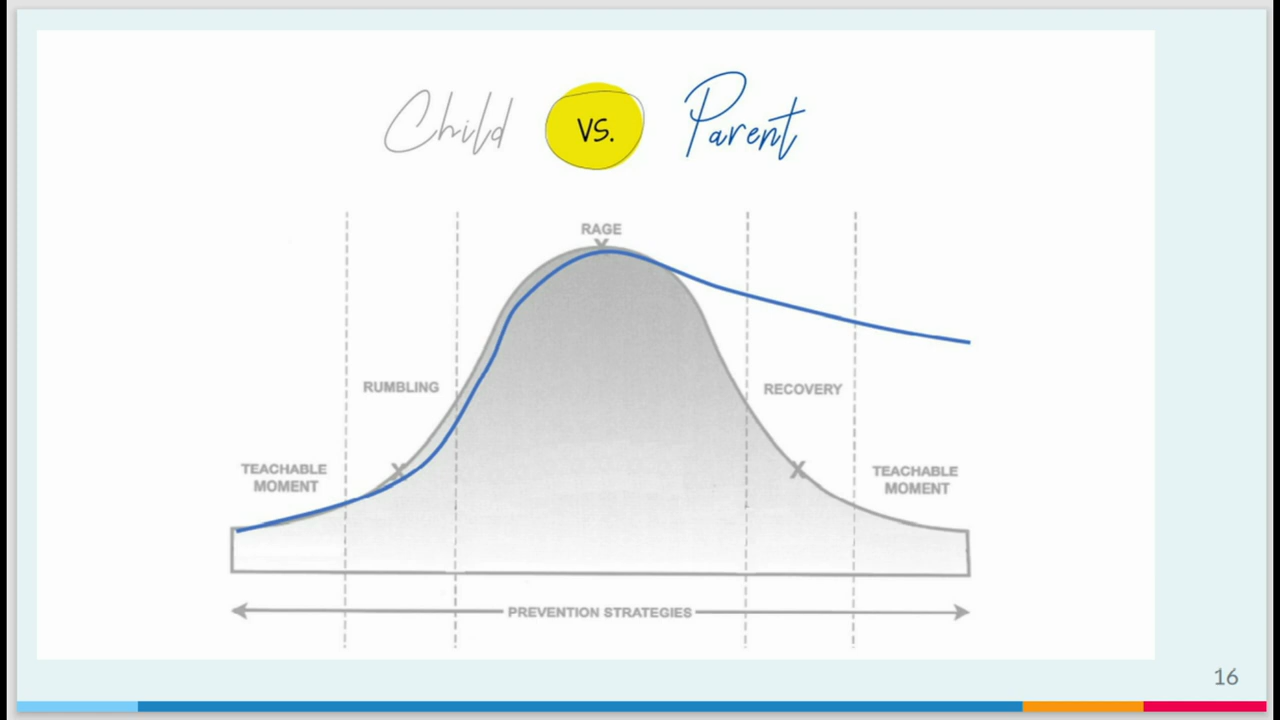 Child VS. Parent
RAGE
X
RUMBLING
RECOVERY
X
X
TEACHABLE
MOMENT
TEACHABLE
MOMENT
PREVENTION STRATEGIES
16